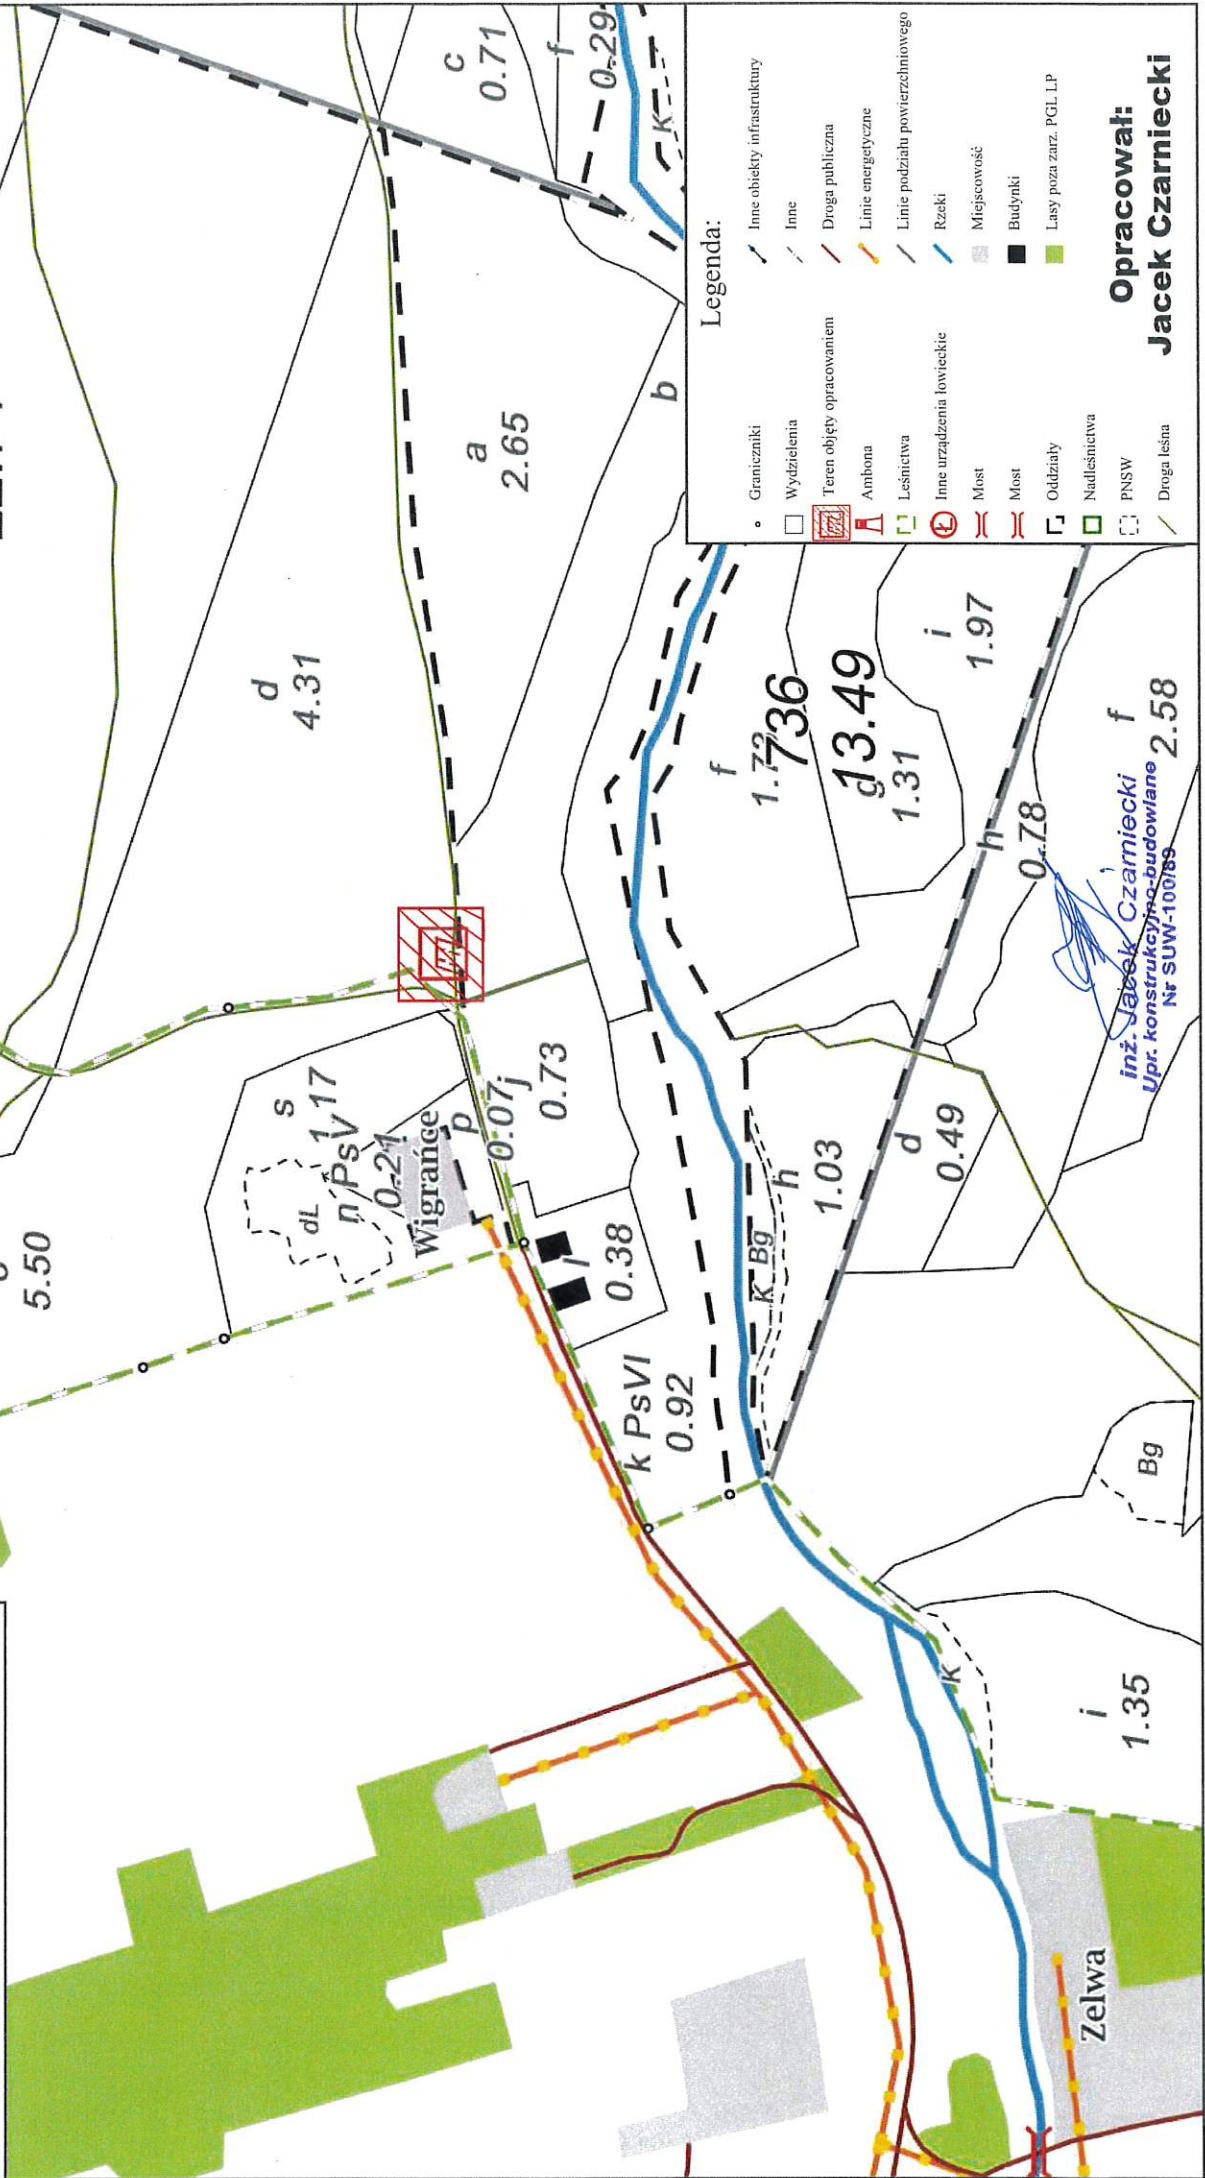 c
0.71
f
0.29
K
d
4.31
a
2.65
b
5.50
s
1.17
dL
n PsV
0.21
Wigrańce
p
0.07
j
0.73
l
0.38
k PsVI
0.92
f
1.73
736
13.49
g
1.31
i
1.97
h
0.78
f
2.58
h
1.03
K
Bg
d
0.49
Bg
k
i
1.35
Zelwa
Legenda:
Graniczniki
Wydzielenia
Teren objęty opracowaniem
Ambona
Leśnictwa
Inne urządzenia łowieckie
Most
Most
Oddziały
Nadleśnictwa
PNSW
Droga leśna
Inne obiekty infrastruktury
Inne
Droga publiczna
Linie energetyczne
Linie podziału powierzchniowego
Rzeki
Miejscowość
Budynki
Lasy poza zarz. PGL LP
Opracował:
Jacek Czarniecki
inż. Jacek Czarniecki
Upr. konstrukcyjno-budowlane
Nr SUW-100/89